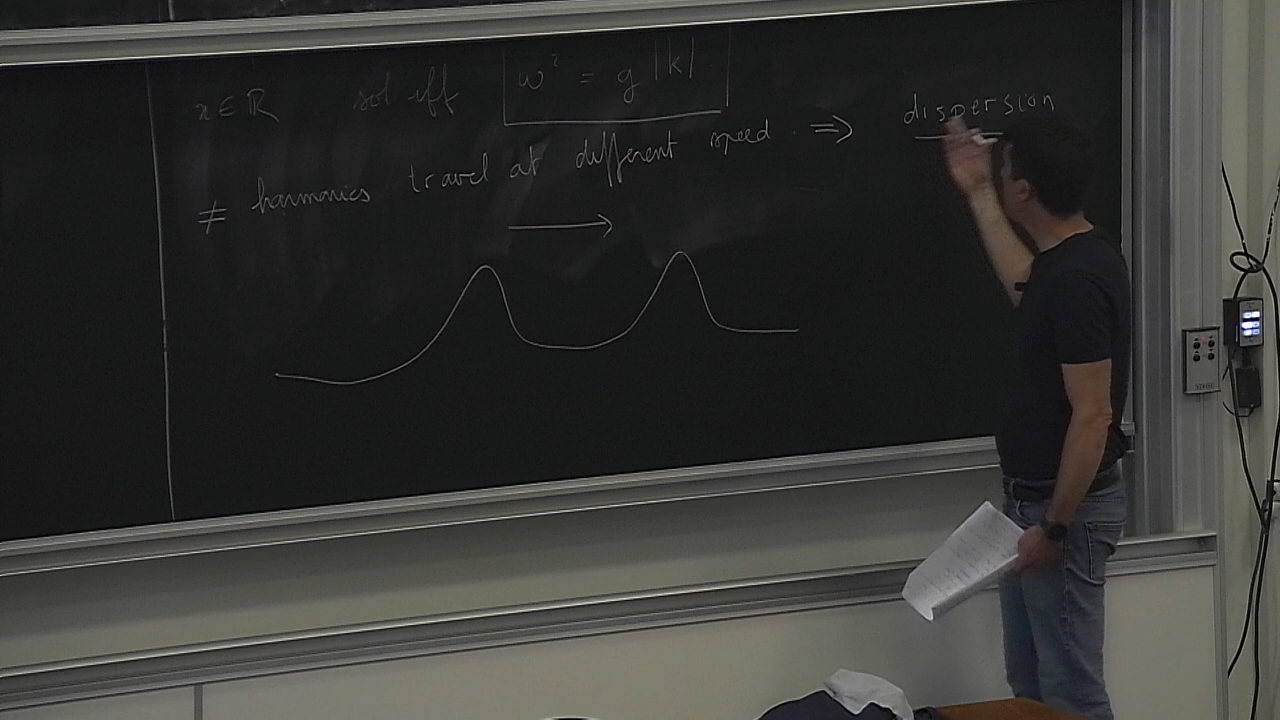 x ∈ ℝ sol iff ω² = g |k|
≠ harmonics travel at different speed . ⇒ dispersion